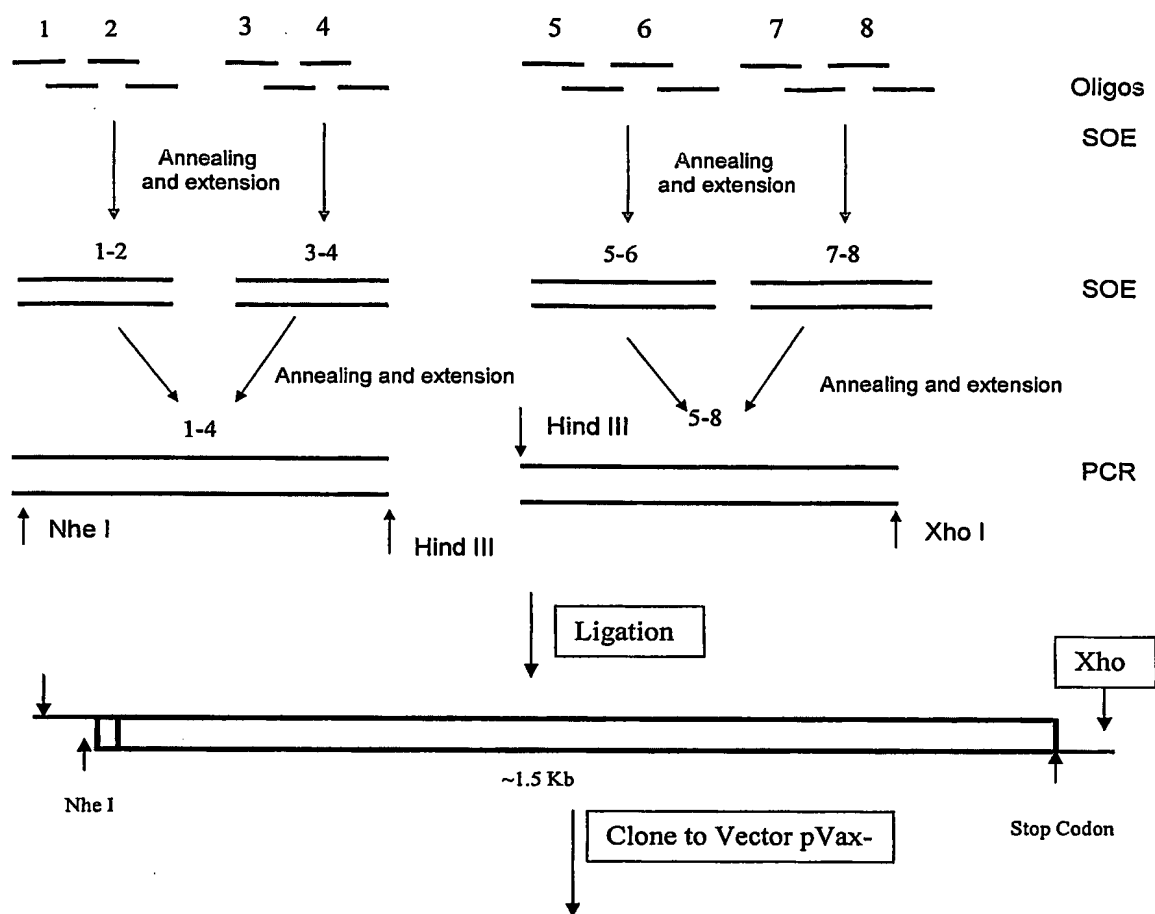 1 2 3 4 5 6 7 8
Oligos
SOE
Annealing
and extension
Annealing
and extension
1-2 3-4 5-6 7-8
SOE
Annealing and extension
Annealing and extension
1-4
Hind III
5-8
PCR
Nhe I
Hind III
Xho I
Ligation
Xho
~1.5 Kb
Nhe I
Stop Codon
Clone to Vector pVax-